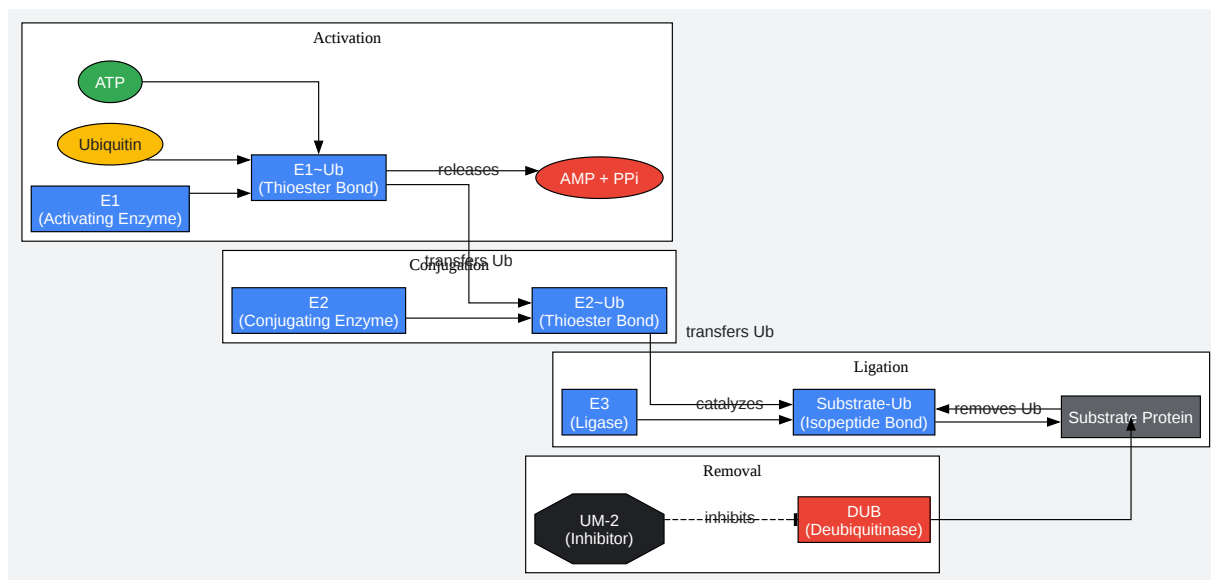 Activation
ATP
Ubiquitin
E1~Ub
(Thioester Bond)
releases
AMP + PPi
E1
(Activating Enzyme)
transfers Ub
Conjugation
E2
(Conjugating Enzyme)
E2~Ub
(Thioester Bond)
transfers Ub
Ligation
E3
(Ligase)
catalyzes
Substrate-Ub
(Isopeptide Bond)
removes Ub
Substrate Protein
Removal
UM-2
(Inhibitor)
inhibits
DUB
(Deubiquitinase)